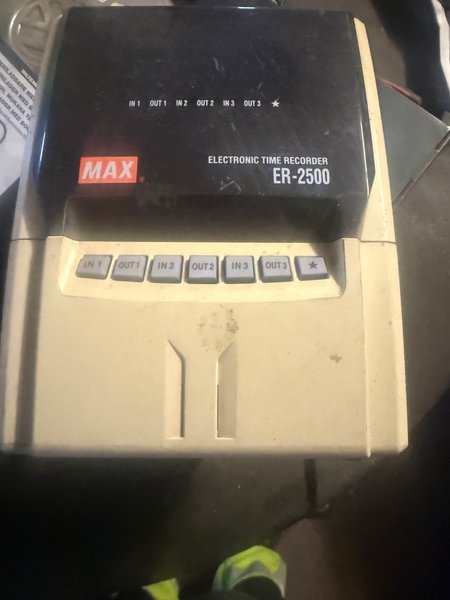 IN 1 OUT 1 IN 2 OUT 2 IN 3 OUT 3 ★
MAX
ELECTRONIC TIME RECORDER
ER-2500
IN 1 OUT 1 IN 2 OUT 2 IN 3 OUT 3 ★